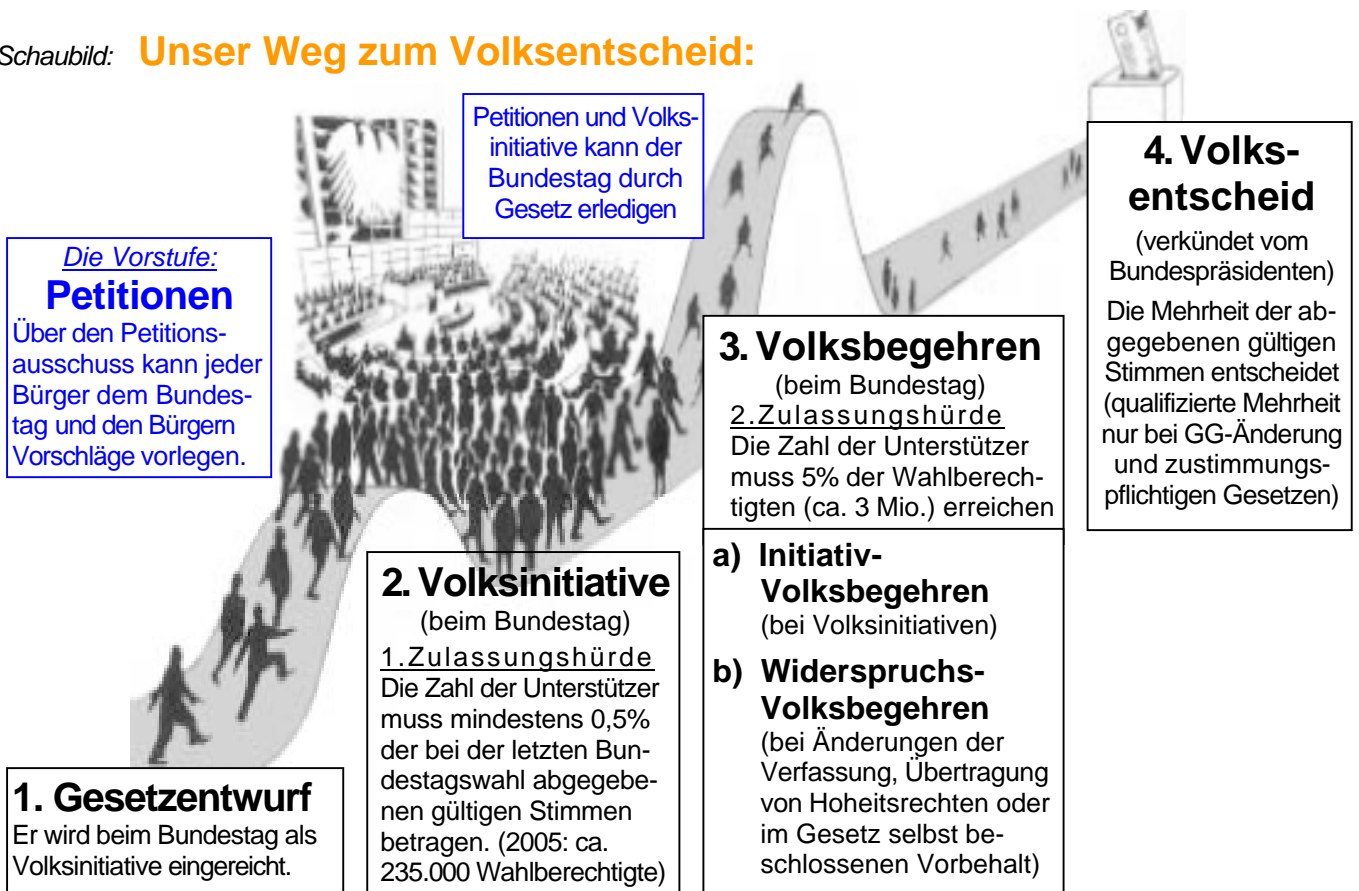 Schaubild: Unser Weg zum Volksentscheid:
Petitionen und Volks-
initiative kann der
Bundestag durch
Gesetz erledigen
Die Vorstufe:
Petitionen
Über den Petitions-
ausschuss kann jeder
Bürger dem Bundes-
tag und den Bürgern
Vorschläge vorlegen.
1. Gesetzentwurf
Er wird beim Bundestag als
Volksinitiative eingereicht.
2. Volksinitiative
(beim Bundestag)
1.Zulassungshürde
Die Zahl der Unterstützer
muss mindestens 0,5%
der bei der letzten Bun-
destagswahl abgegebe-
nen gültigen Stimmen
betragen. (2005: ca.
235.000 Wahlberechtigte)
3. Volksbegehren
(beim Bundestag)
2.Zulassungshürde
Die Zahl der Unterstützer
muss 5% der Wahlberech-
tigten (ca. 3 Mio.) erreichen
a) Initiativ-
Volksbegehren
(bei Volksinitiativen)
b) Widerspruchs-
Volksbegehren
(bei Änderungen der
Verfassung, Übertragung
von Hoheitsrechten oder
im Gesetz selbst be-
schlossenen Vorbehalt)
4. Volks-
entscheid
(verkündet vom
Bundespräsidenten)
Die Mehrheit der ab-
gegebenen gültigen
Stimmen entscheidet
(qualifizierte Mehrheit
nur bei GG-Änderung
und zustimmungs-
pflichtigen Gesetzen)